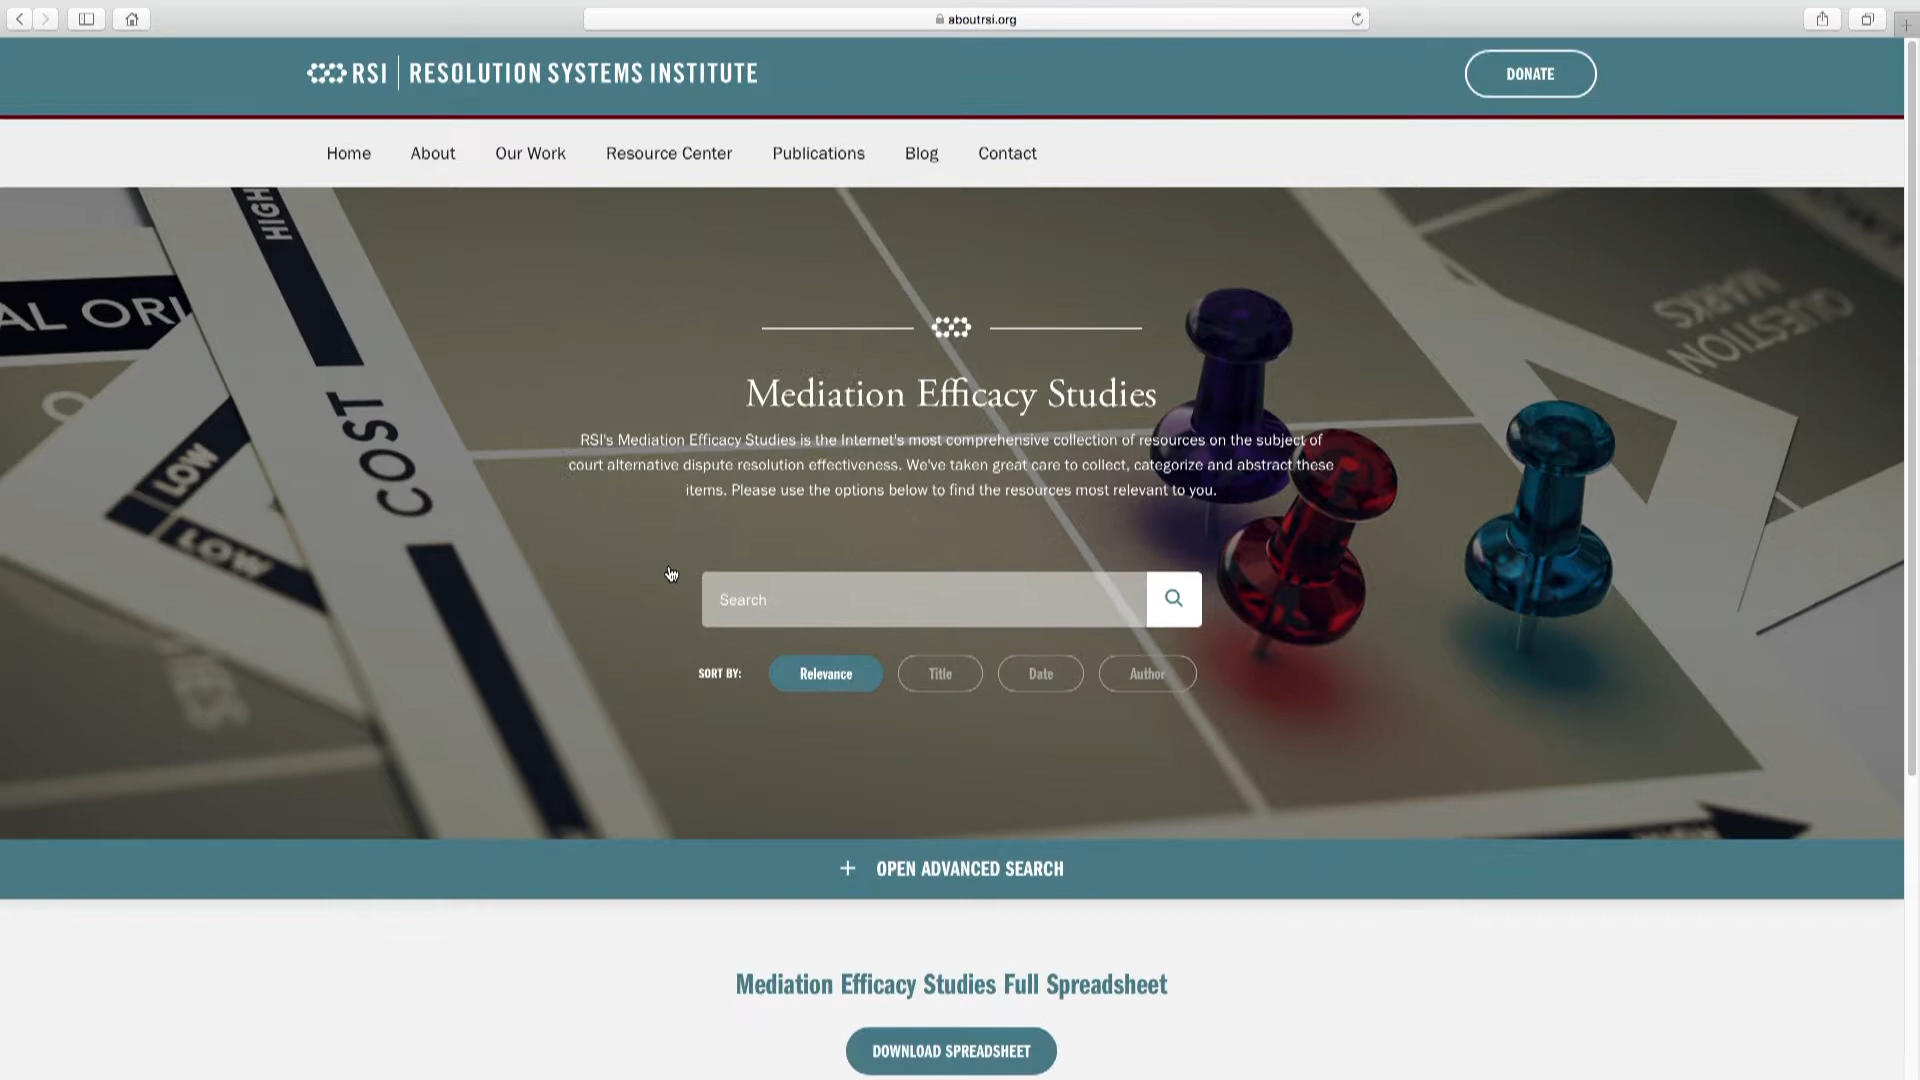 aboutrsi.org
RSI | RESOLUTION SYSTEMS INSTITUTE
DONATE
Home About Our Work Resource Center Publications Blog Contact
HIGH
AL ORI
COST
LOW
LOW
QUESTION
MARKS
Mediation Efficacy Studies
RSI's Mediation Efficacy Studies is the Internet's most comprehensive collection of resources on the subject of
court alternative dispute resolution effectiveness. We've taken great care to collect, categorize and abstract these
items. Please use the options below to find the resources most relevant to you.
Search
SORT BY: Relevance Title Date Author
+ OPEN ADVANCED SEARCH
Mediation Efficacy Studies Full Spreadsheet
DOWNLOAD SPREADSHEET